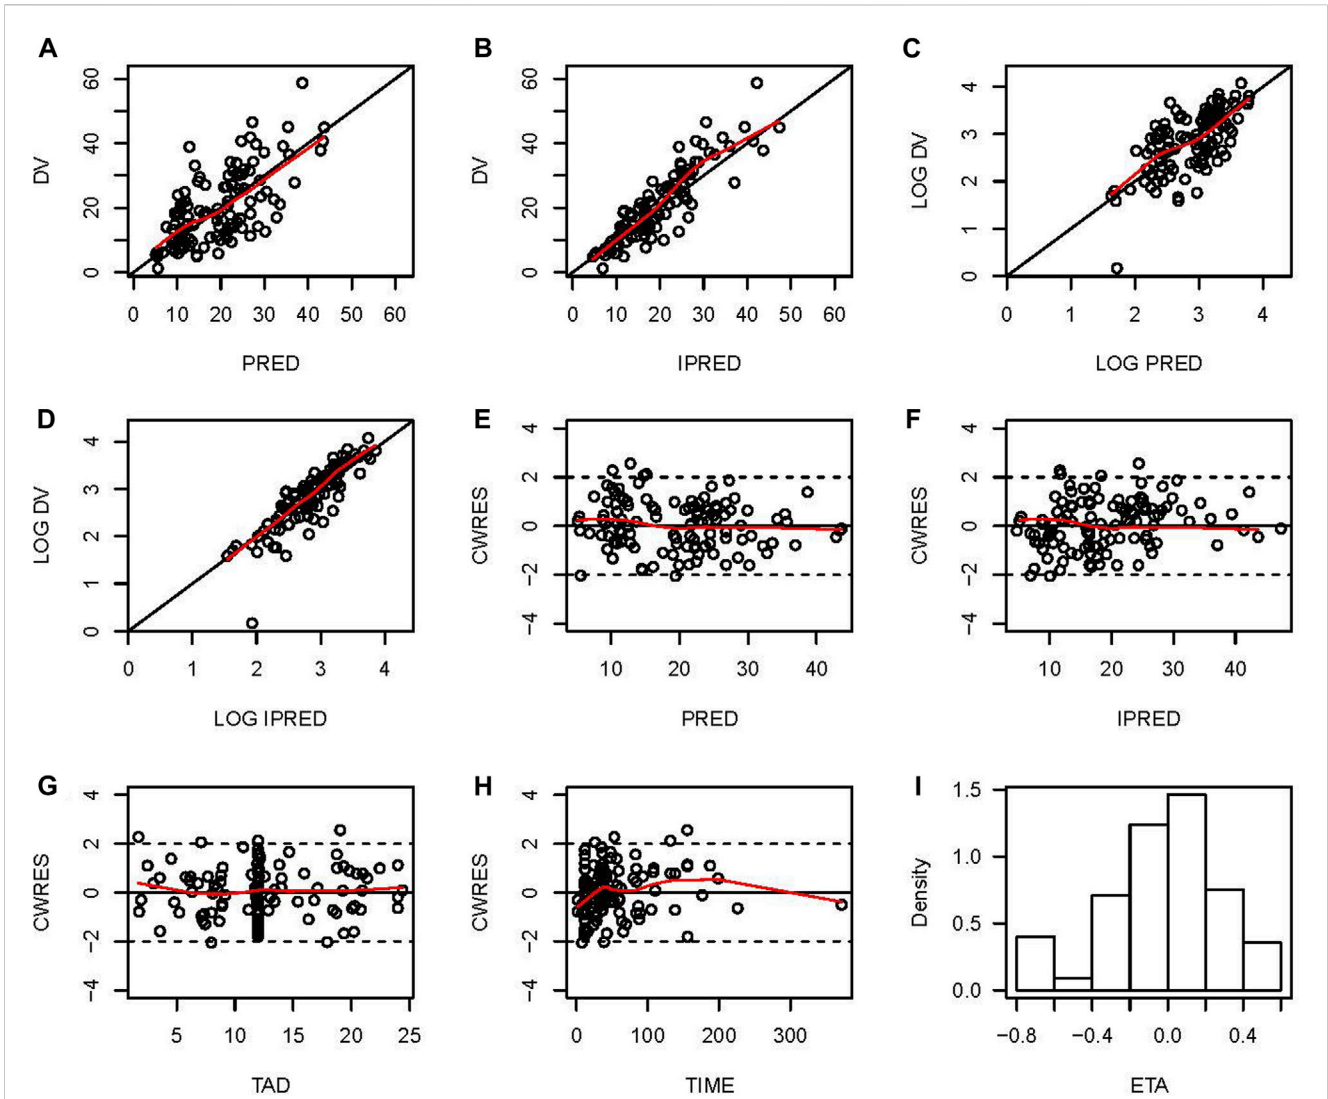 A
B
C
DV
60
40
20
0
0 10 20 30 40 50 60
PRED
DV
60
40
20
0
0 10 20 30 40 50 60
IPRED
LOG DV
4
3
2
1
0
0 1 2 3 4
LOG PRED
D
E
F
LOG DV
4
3
2
1
0
0 1 2 3 4
LOG IPRED
CWRES
4
2
0
−2
−4
10 20 30 40
PRED
CWRES
4
2
0
−2
−4
10 20 30 40
IPRED
G
H
I
CWRES
4
2
0
−2
−4
5 10 15 20 25
TAD
CWRES
4
2
0
−2
−4
0 100 200 300
TIME
Density
1.5
1.0
0.5
0.0
−0.8 −0.4 0.0 0.4
ETA